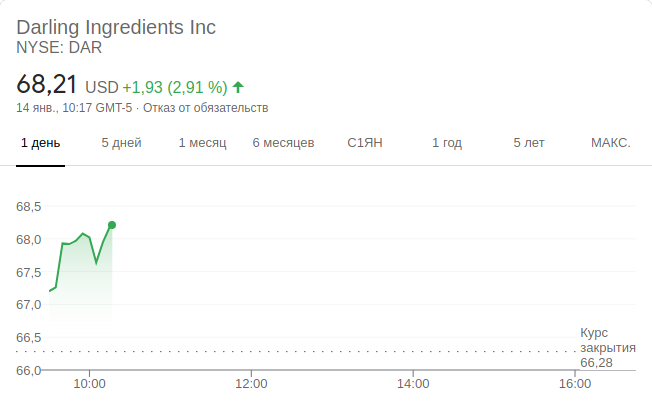 Darling Ingredients Inc
NYSE: DAR
68,21 USD +1,93 (2,91 %)
14 янв., 10:17 GMT-5 · Отказ от обязательств
1 день 5 дней 1 месяц 6 месяцев С1ЯН 1 год 5 лет МАКС.
68,5
68,0
67,5
67,0
66,5
66,0
Курс
закрытия
66,28
10:00 12:00 14:00 16:00